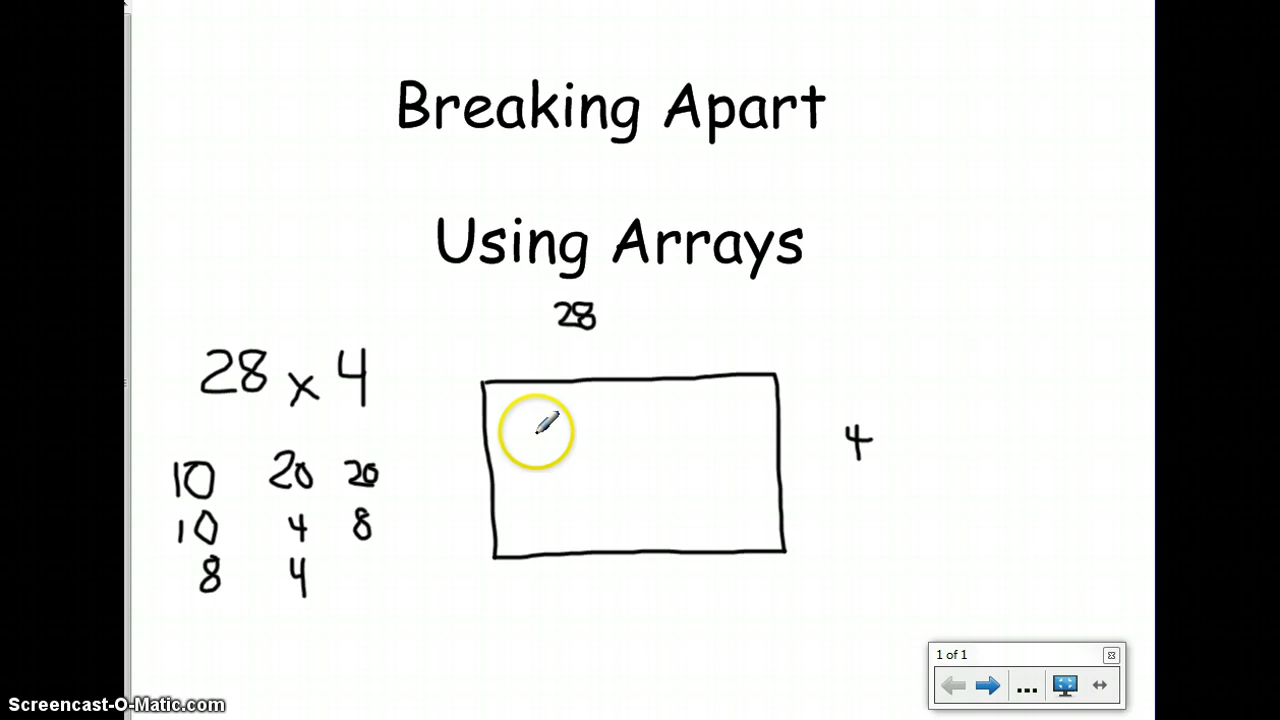 Breaking Apart
Using Arrays
28
28 x 4
4
10 20 20
10 4 8
8 4
1 of 1
...
Screencast-O-Matic.com